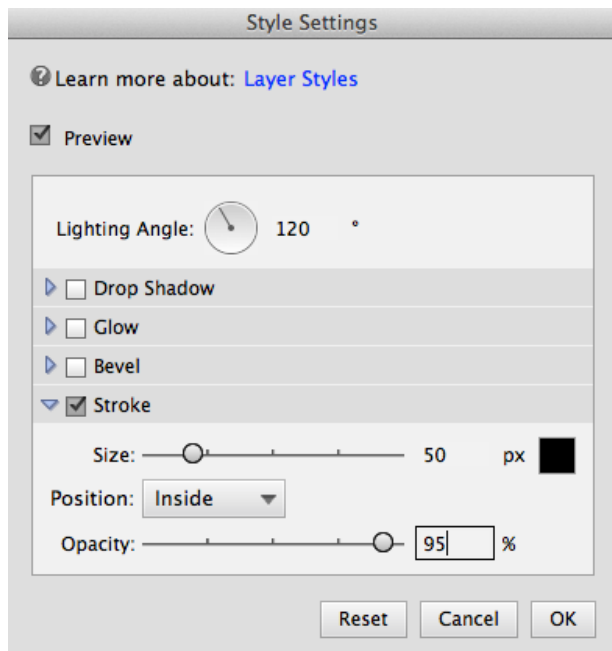 Style Settings
Learn more about: Layer Styles
Preview
Lighting Angle: 120 °
Drop Shadow
Glow
Bevel
Stroke
Size: 50 px
Position: Inside
Opacity: 95 %
Reset Cancel OK